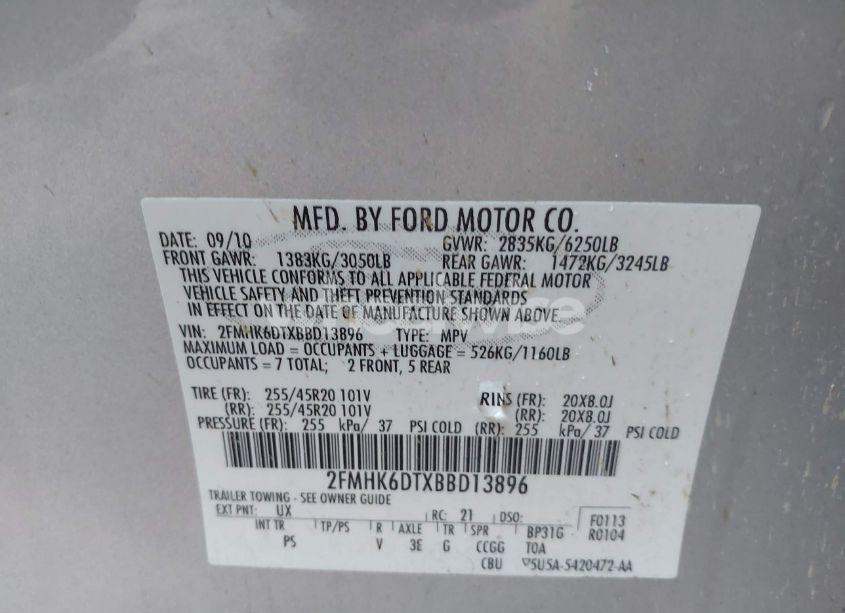 MFD. BY FORD MOTOR CO.
DATE: 09/10 GVWR: 2835KG/6250LB
FRONT GAWR: 1383KG/3050LB REAR GAWR: 1472KG/3245LB
THIS VEHICLE CONFORMS TO ALL APPLICABLE FEDERAL MOTOR
VEHICLE SAFETY AND THEFT PREVENTION STANDARDS
IN EFFECT ON THE DATE OF MANUFACTURE SHOWN ABOVE.
VIN: 2FMHK6DTXBBD13896 TYPE: MPV
MAXIMUM LOAD = OCCUPANTS + LUGGAGE = 526KG/1160LB
OCCUPANTS = 7 TOTAL; 2 FRONT, 5 REAR
TIRE (FR): 255/45R20 101V RIMS (FR): 20X8.0J
(RR): 255/45R20 101V (RR): 20X8.0J
PRESSURE (FR): 255 kPa/ 37 PSI COLD (RR): 255 kPa/ 37 PSI COLD
2FMHK6DTXBBD13896
TRAILER TOWING - SEE OWNER GUIDE
EXT PNT: UX RC: 21 DSO: F0113
INT TR TP/PS R AXLE TR SPR BP31G R0104
PS V 3E G CCGG TOA
CBU 5U5A-5420472-AA